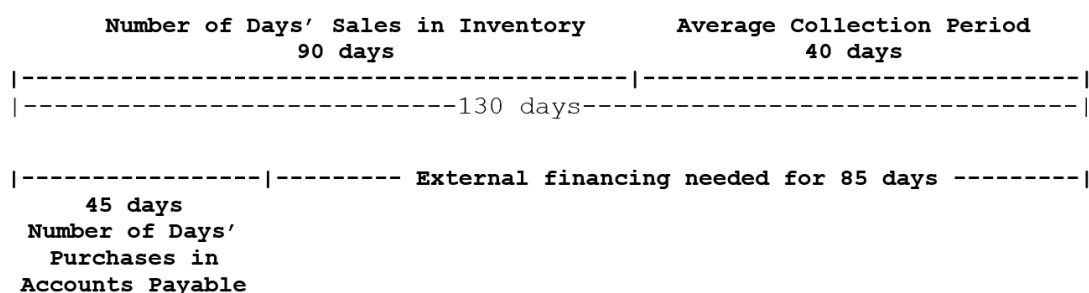 Number of Days' Sales in Inventory Average Collection Period
90 days 40 days
|--------------------------------------------|-------------------------------|
|----------------------------130 days--------------------------------|
|-----------------|--------- External financing needed for 85 days ---------|
45 days
Number of Days'
Purchases in
Accounts Payable